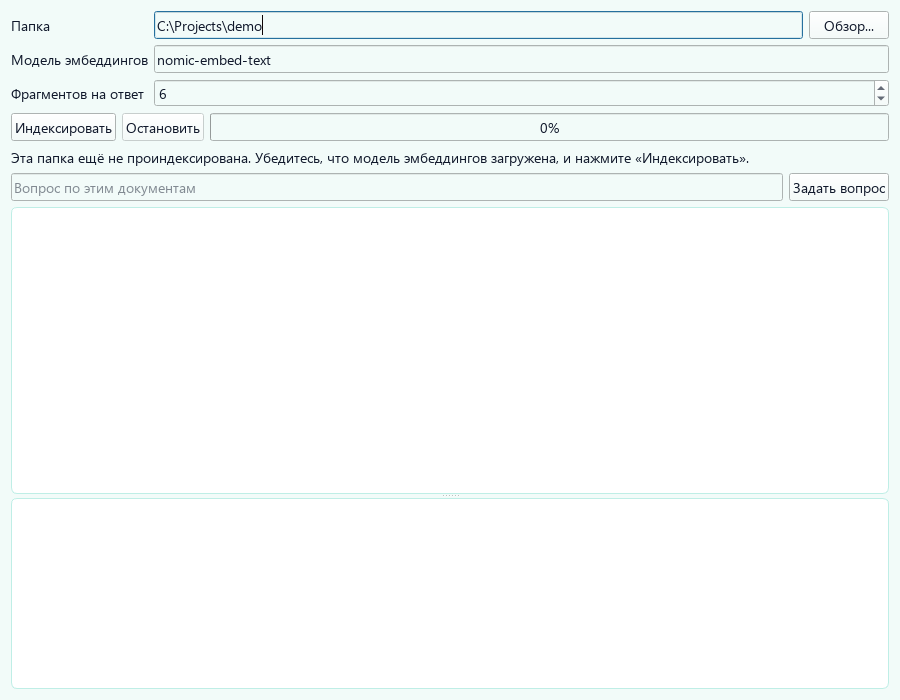 Папка C:\Projects\demo Обзор...
Модель эмбеддингов nomic-embed-text
Фрагментов на ответ 6
Индексировать Остановить 0%
Эта папка ещё не проиндексирована. Убедитесь, что модель эмбеддингов загружена, и нажмите «Индексировать».
Вопрос по этим документам Задать вопрос